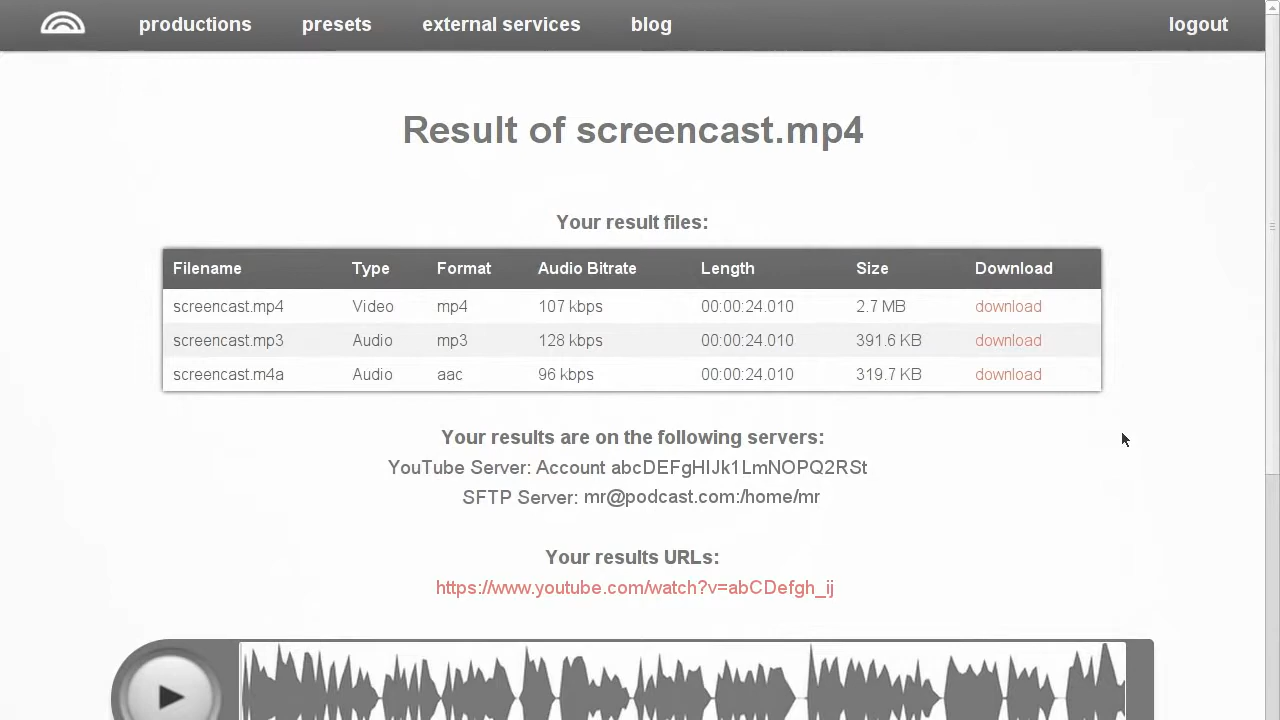 productions presets external services blog logout
Result of screencast.mp4
Your result files:
Filename Type Format Audio Bitrate Length Size Download
screencast.mp4 Video mp4 107 kbps 00:00:24.010 2.7 MB download
screencast.mp3 Audio mp3 128 kbps 00:00:24.010 391.6 KB download
screencast.m4a Audio aac 96 kbps 00:00:24.010 319.7 KB download
Your results are on the following servers:
YouTube Server: Account abcDEFgHIJk1LmNOPQ2RSt
SFTP Server: mr@podcast.com:/home/mr
Your results URLs:
https://www.youtube.com/watch?v=abCDefgh_ij